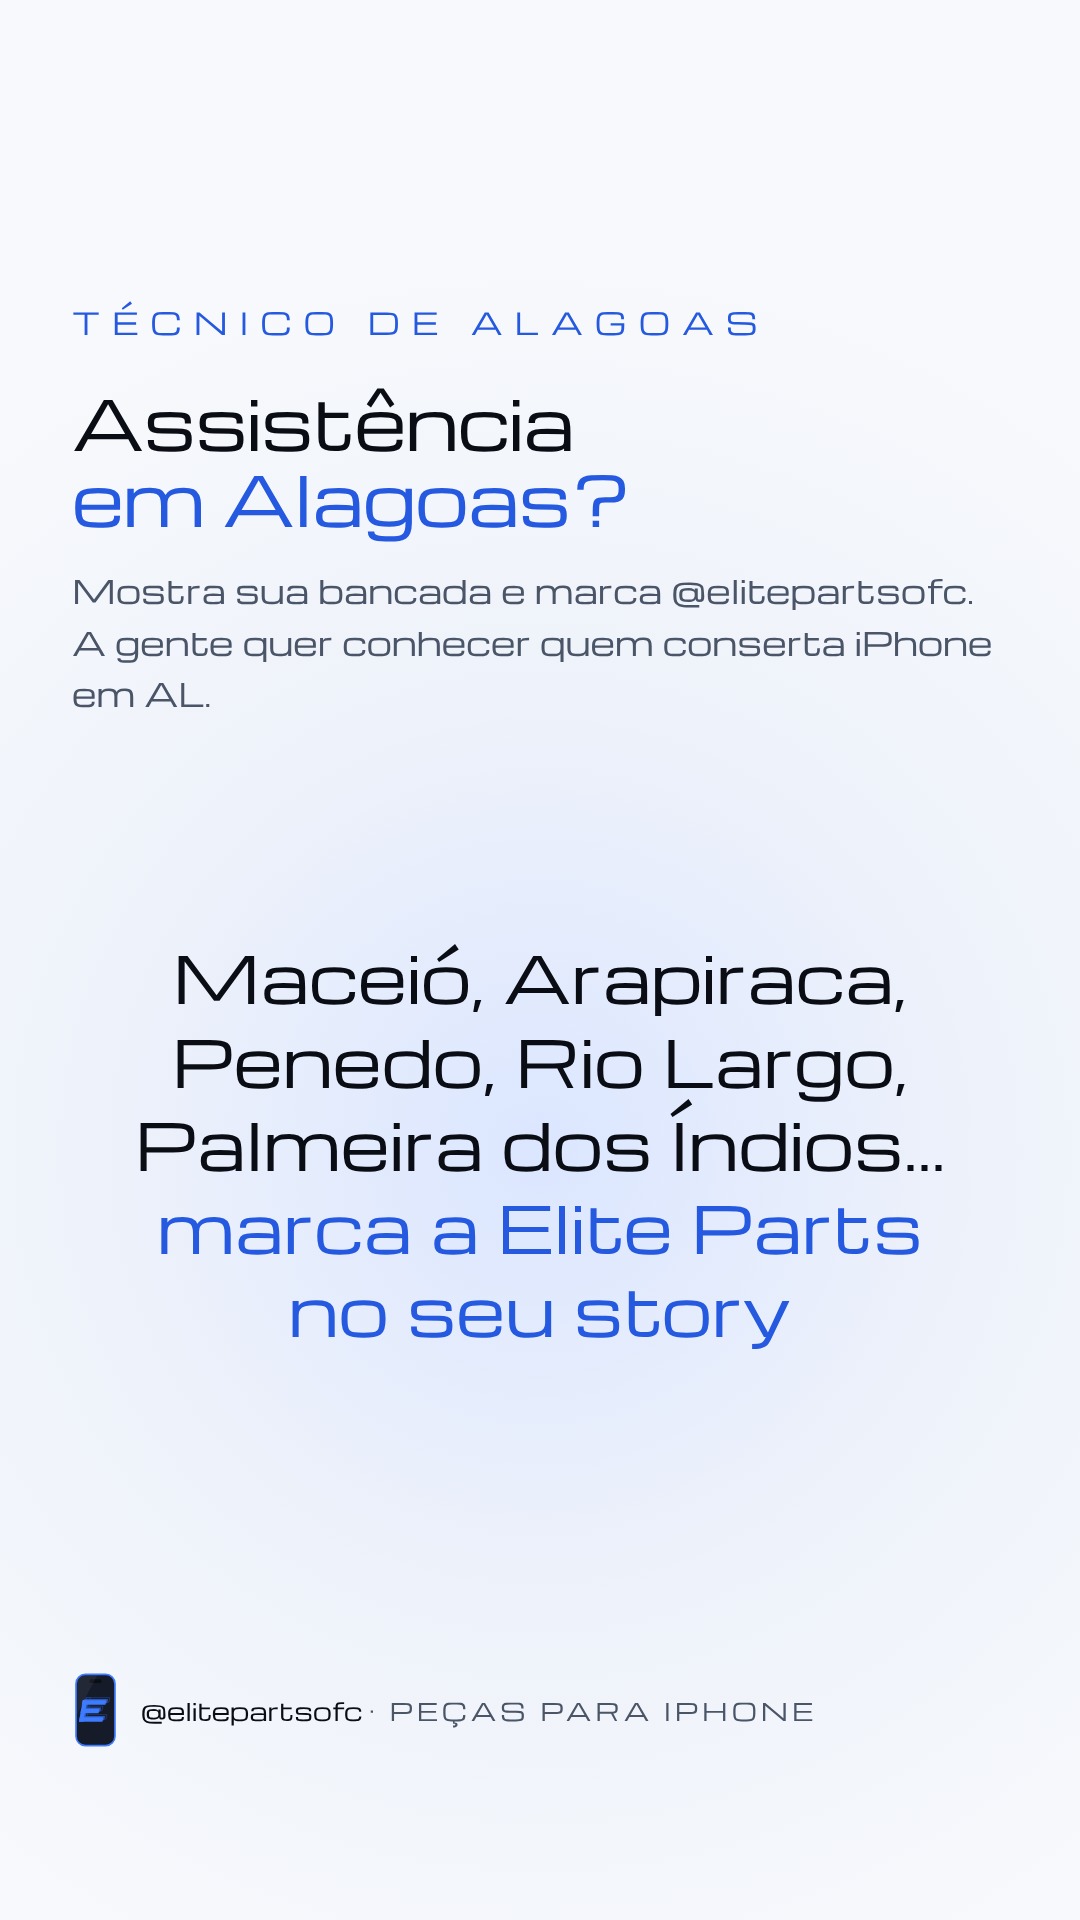 TÉCNICO DE ALAGOAS
Assistência
em Alagoas?
Mostra sua bancada e marca @elitepartsofc.
A gente quer conhecer quem conserta iPhone
em AL.
Maceió, Arapiraca,
Penedo, Rio Largo,
Palmeira dos Índios...
marca a Elite Parts
no seu story
E
@elitepartsofc · PEÇAS PARA IPHONE